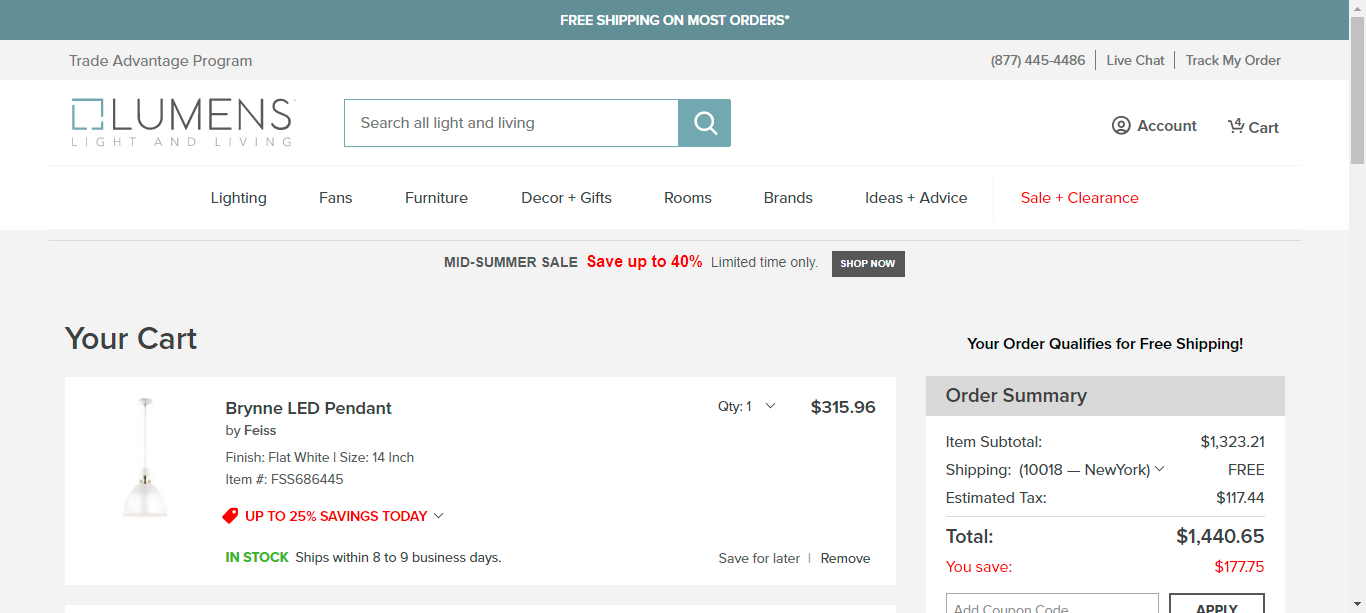 FREE SHIPPING ON MOST ORDERS*
Trade Advantage Program
(877) 445-4486 Live Chat Track My Order
LUMENS
LIGHT AND LIVING
Search all light and living
Account
4
Cart
Lighting Fans Furniture Decor + Gifts Rooms Brands Ideas + Advice Sale + Clearance
MID-SUMMER SALE Save up to 40% Limited time only. SHOP NOW
Your Cart
Your Order Qualifies for Free Shipping!
Brynne LED Pendant
Qty: 1 $315.96
by Feiss
Finish: Flat White | Size: 14 Inch
Item #: FSS686445
UP TO 25% SAVINGS TODAY
IN STOCK Ships within 8 to 9 business days.
Save for later | Remove
Order Summary
Item Subtotal: $1,323.21
Shipping: (10018 — NewYork) FREE
Estimated Tax: $117.44
Total: $1,440.65
You save: $177.75
Add Coupon Code
APPLY